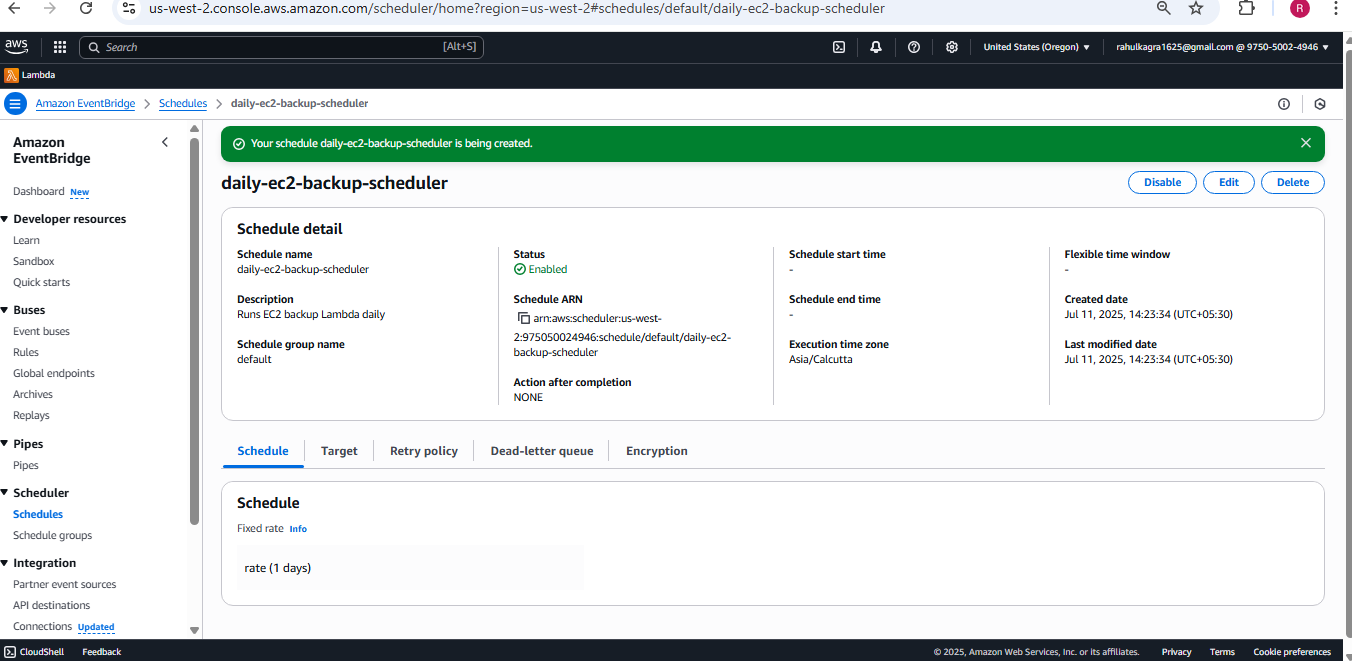 us-west-2.console.aws.amazon.com/scheduler/home?region=us-west-2#schedules/default/daily-ec2-backup-scheduler
R
aws
Search
[Alt+S]
United States (Oregon) ▼
rahulkagra1625@gmail.com @ 9750-5002-4946 ▼
Lambda
Amazon EventBridge > Schedules > daily-ec2-backup-scheduler
Amazon
EventBridge
Dashboard New
Developer resources
Learn
Sandbox
Quick starts
Buses
Event buses
Rules
Global endpoints
Archives
Replays
Pipes
Pipes
Scheduler
Schedules
Schedule groups
Integration
Partner event sources
API destinations
Connections Updated
Your schedule daily-ec2-backup-scheduler is being created.
daily-ec2-backup-scheduler
Disable
Edit
Delete
Schedule detail
Schedule name
daily-ec2-backup-scheduler
Description
Runs EC2 backup Lambda daily
Schedule group name
default
Status
Enabled
Schedule ARN
arn:aws:scheduler:us-west-
2:975050024946:schedule/default/daily-ec2-
backup-scheduler
Action after completion
NONE
Schedule start time
-
Schedule end time
-
Execution time zone
Asia/Calcutta
Flexible time window
-
Created date
Jul 11, 2025, 14:23:34 (UTC+05:30)
Last modified date
Jul 11, 2025, 14:23:34 (UTC+05:30)
Schedule
Target
Retry policy
Dead-letter queue
Encryption
Schedule
Fixed rate Info
rate (1 days)
CloudShell
Feedback
© 2025, Amazon Web Services, Inc. or its affiliates.
Privacy
Terms
Cookie preferences